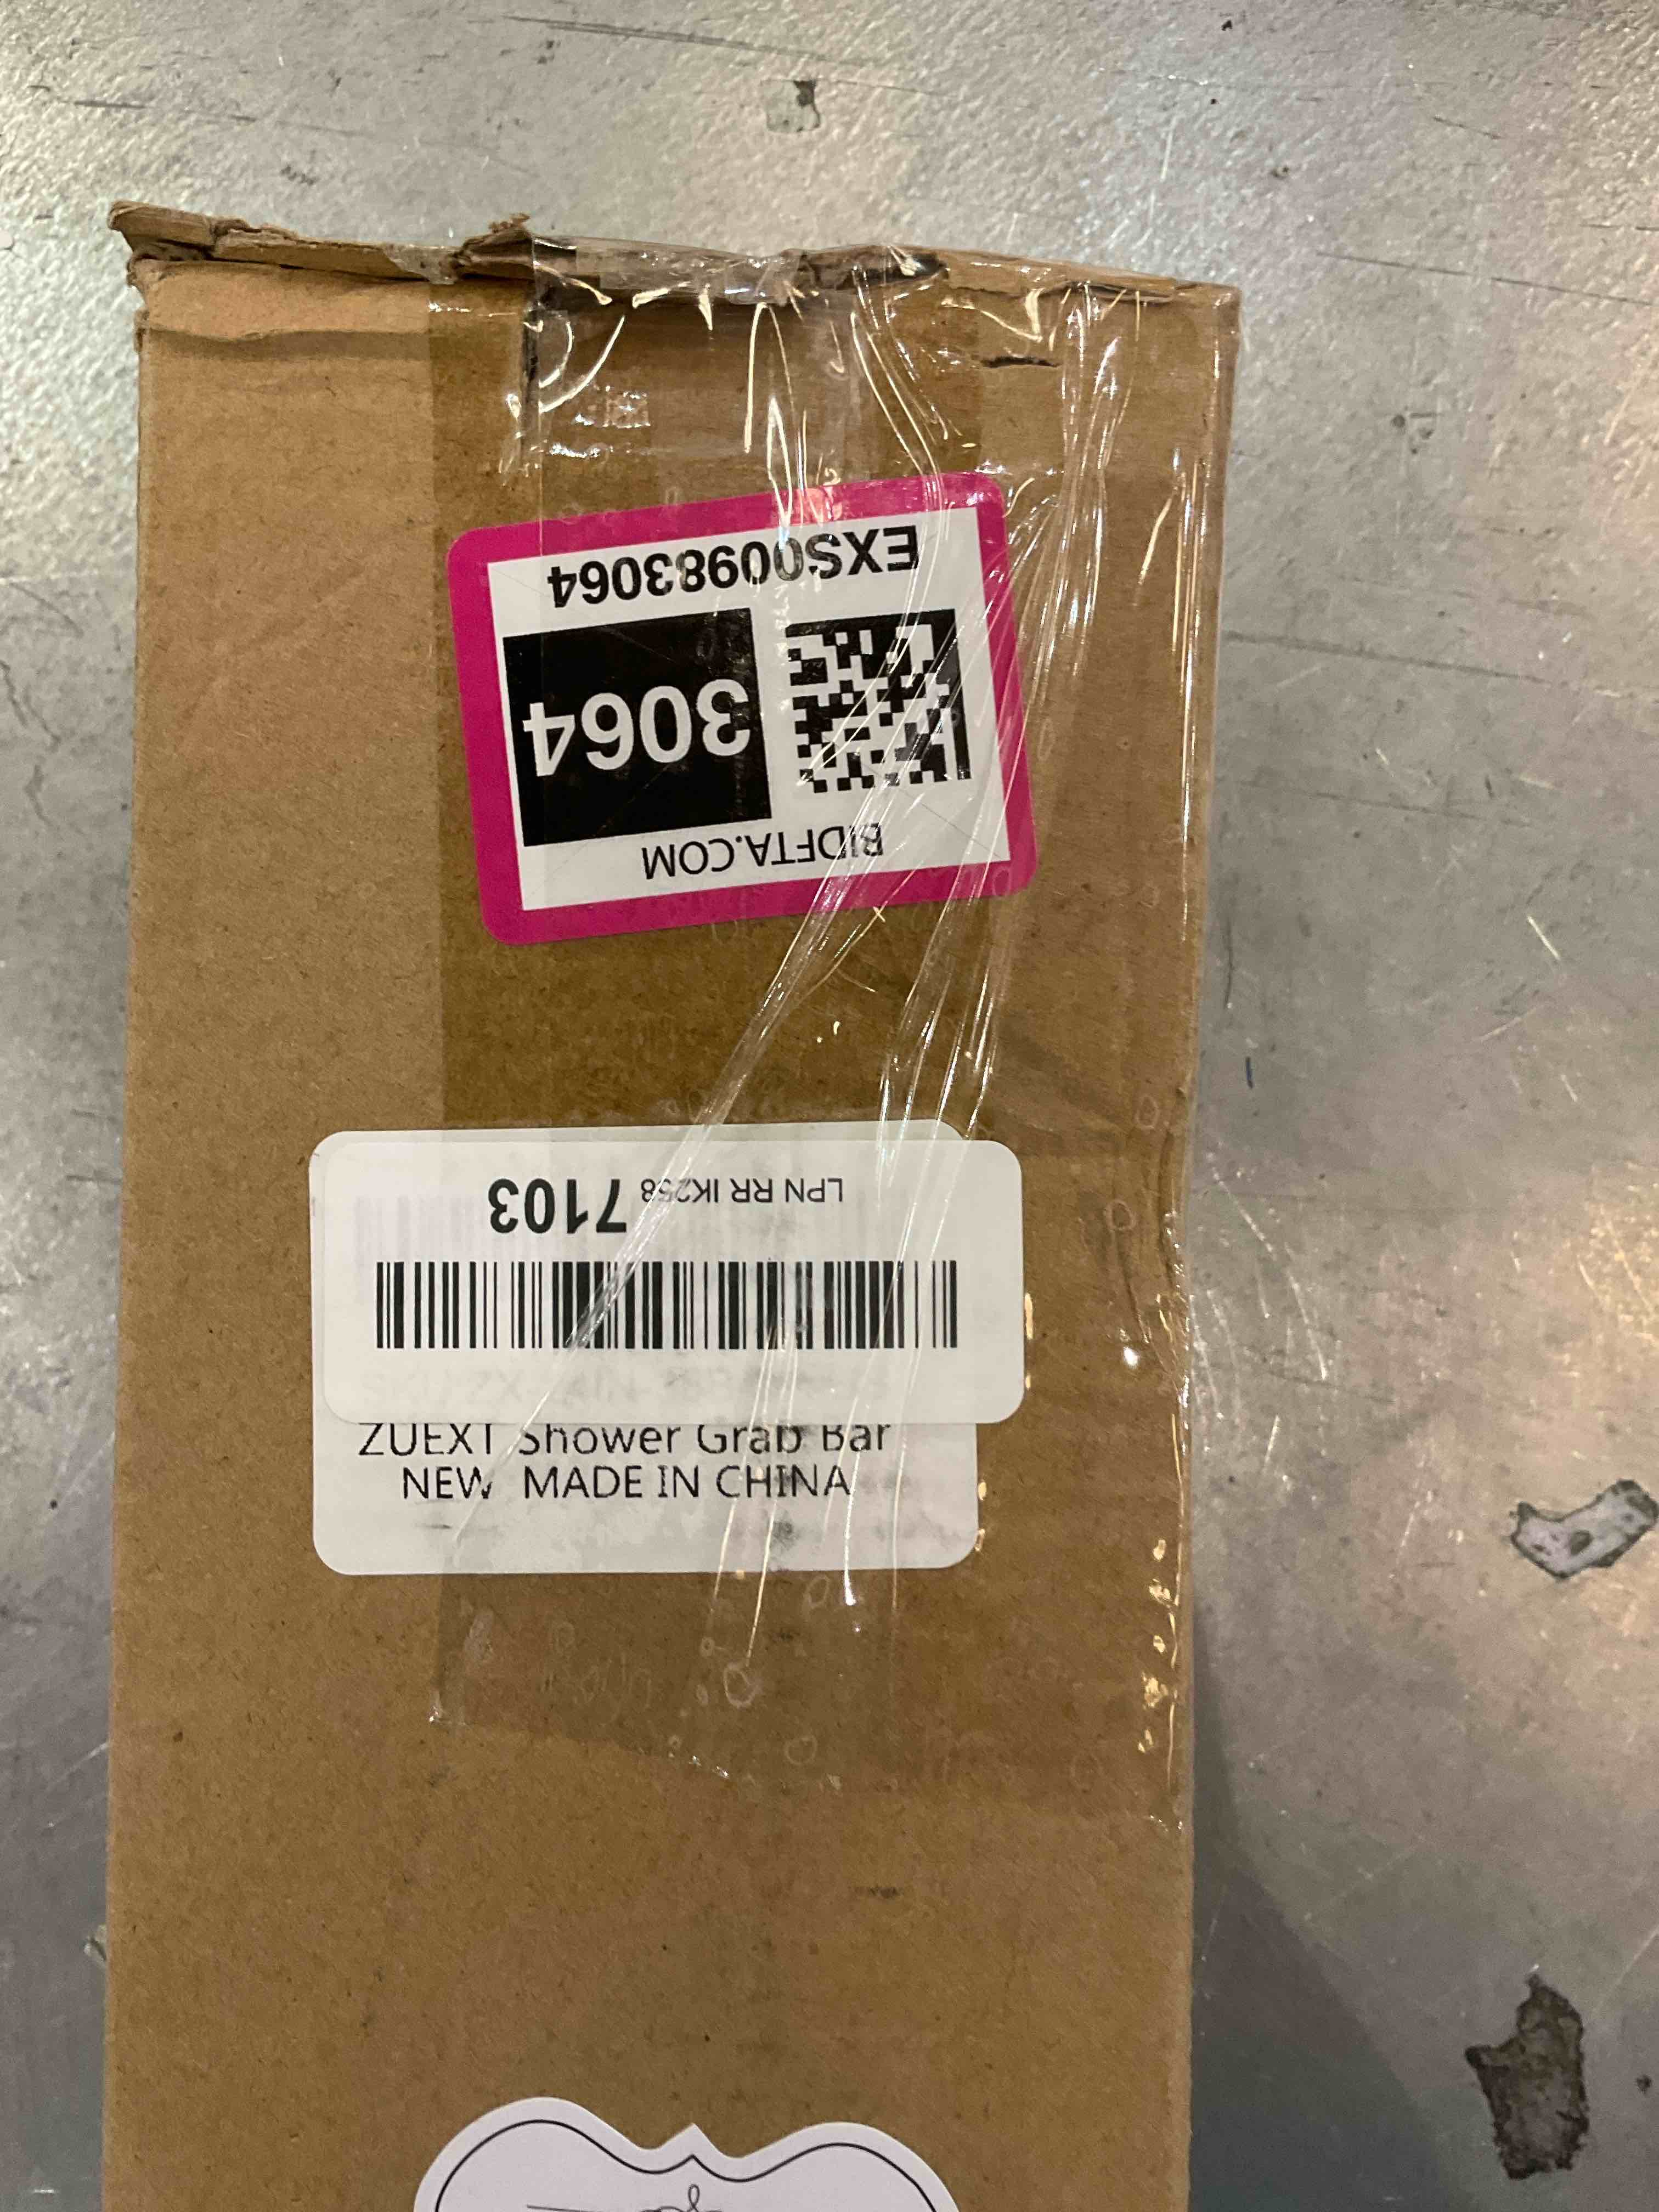 EXS00983064
3064
BIDFTA.COM
LPN RR IK258 7103
ZUEXT Shower Grab Bar
NEW MADE IN CHINA